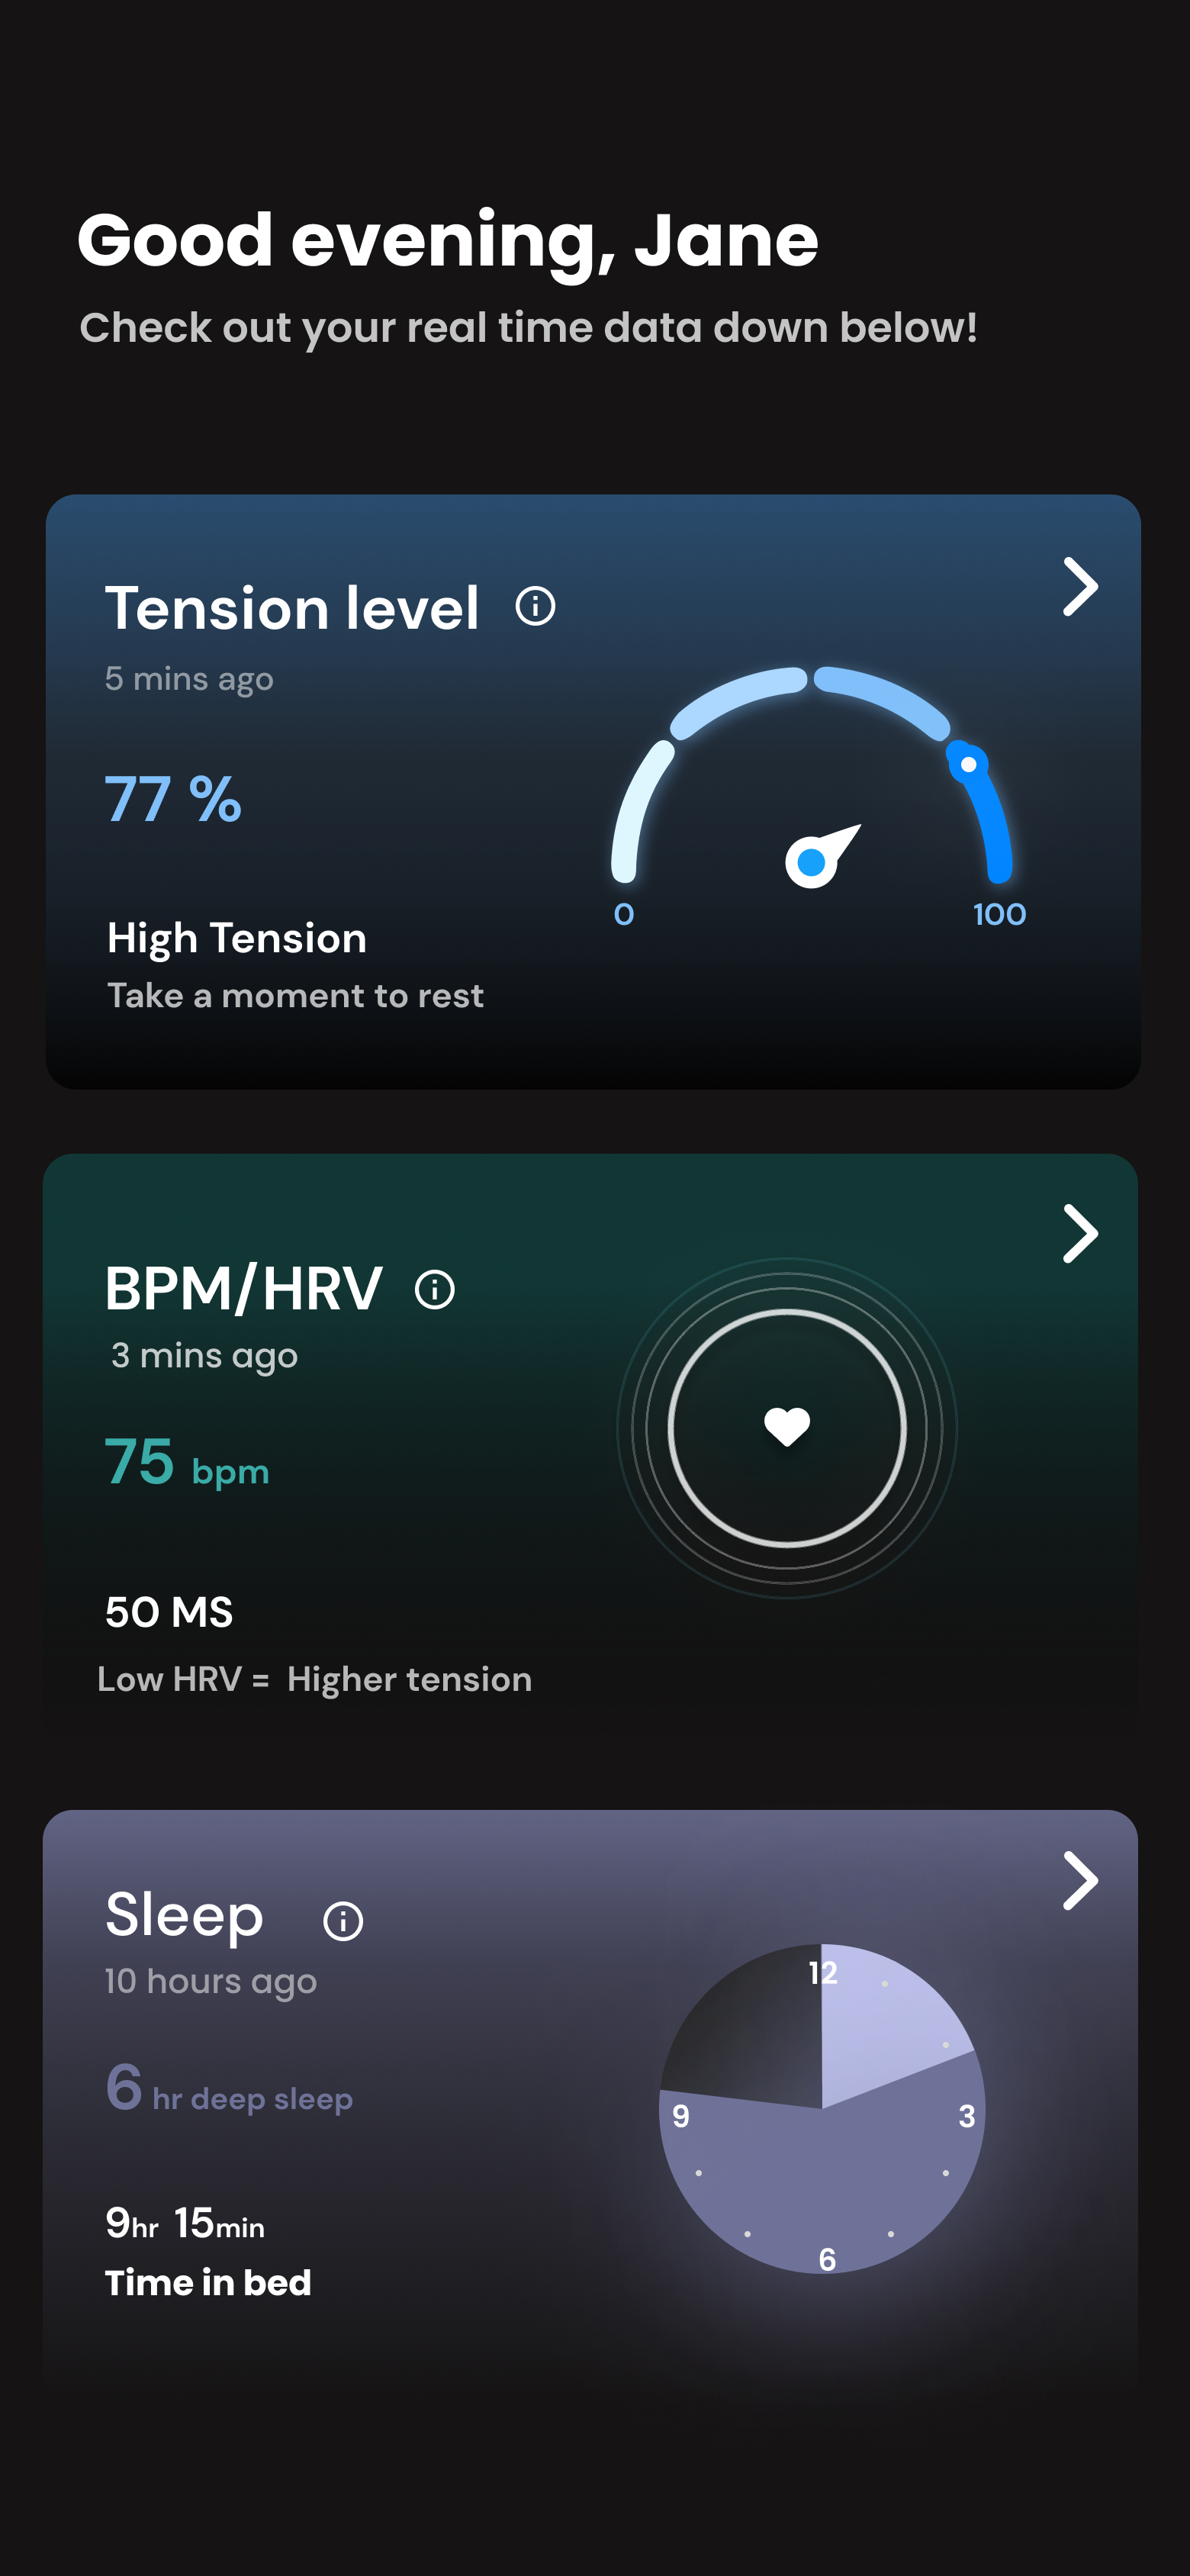 Good evening, Jane
Check out your real time data down below!
Tension level
5 mins ago
77 %
0
100
High Tension
Take a moment to rest
BPM/HRV
3 mins ago
75 bpm
50 MS
Low HRV = Higher tension
Sleep
10 hours ago
12
6 hr deep sleep
9
3
9hr 15min
6
Time in bed